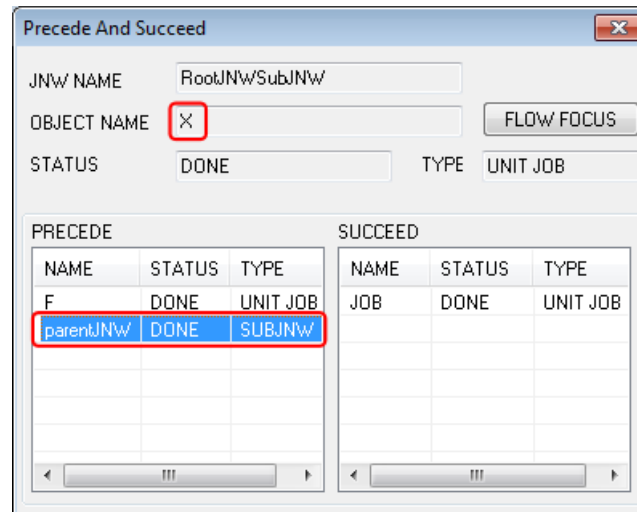 Precede And Succeed
JNW NAME RootJNWSubJNW
OBJECT NAME X FLOW FOCUS
STATUS DONE TYPE UNIT JOB
PRECEDE SUCCEED
NAME STATUS TYPE NAME STATUS TYPE
F DONE UNIT JOB JOB DONE UNIT JOB
parentJNW DONE SUBJNW